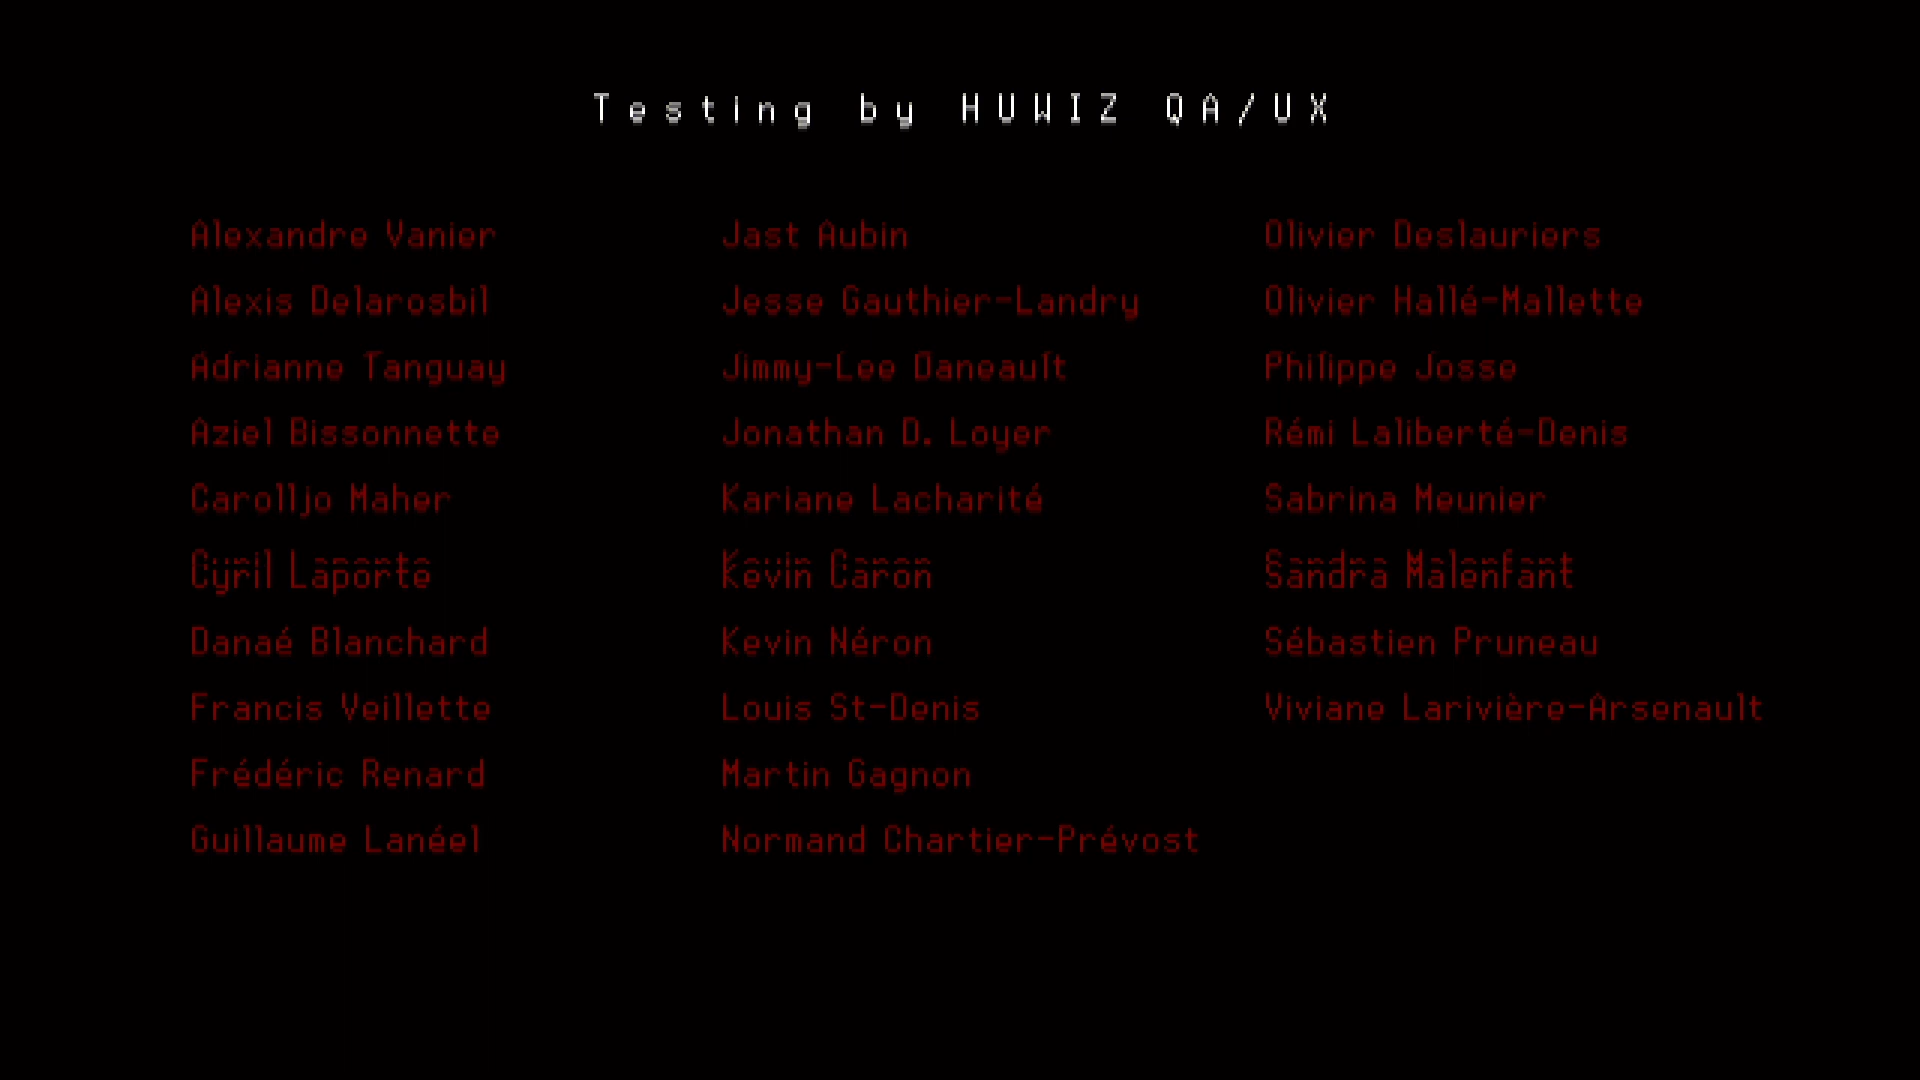 Testing by HUWIZ QA/UX
Alexandre Vanier
Alexis Delarosbil
Adrianne Tanguay
Aziel Bissonnette
Carolljo Maher
Cyril Laporte
Danaé Blanchard
Francis Veillette
Frédéric Renard
Guillaume Lanéel
Jast Aubin
Jesse Gauthier-Landry
Jimmy-Lee Daneault
Jonathan D. Loyer
Kariane Lacharité
Kevin Caron
Kevin Néron
Louis St-Denis
Martin Gagnon
Normand Chartier-Prévost
Olivier Deslauriers
Olivier Hallé-Mallette
Philippe Josse
Rémi Laliberté-Denis
Sabrina Meunier
Sandra Malenfant
Sébastien Pruneau
Viviane Larivière-Arsenault